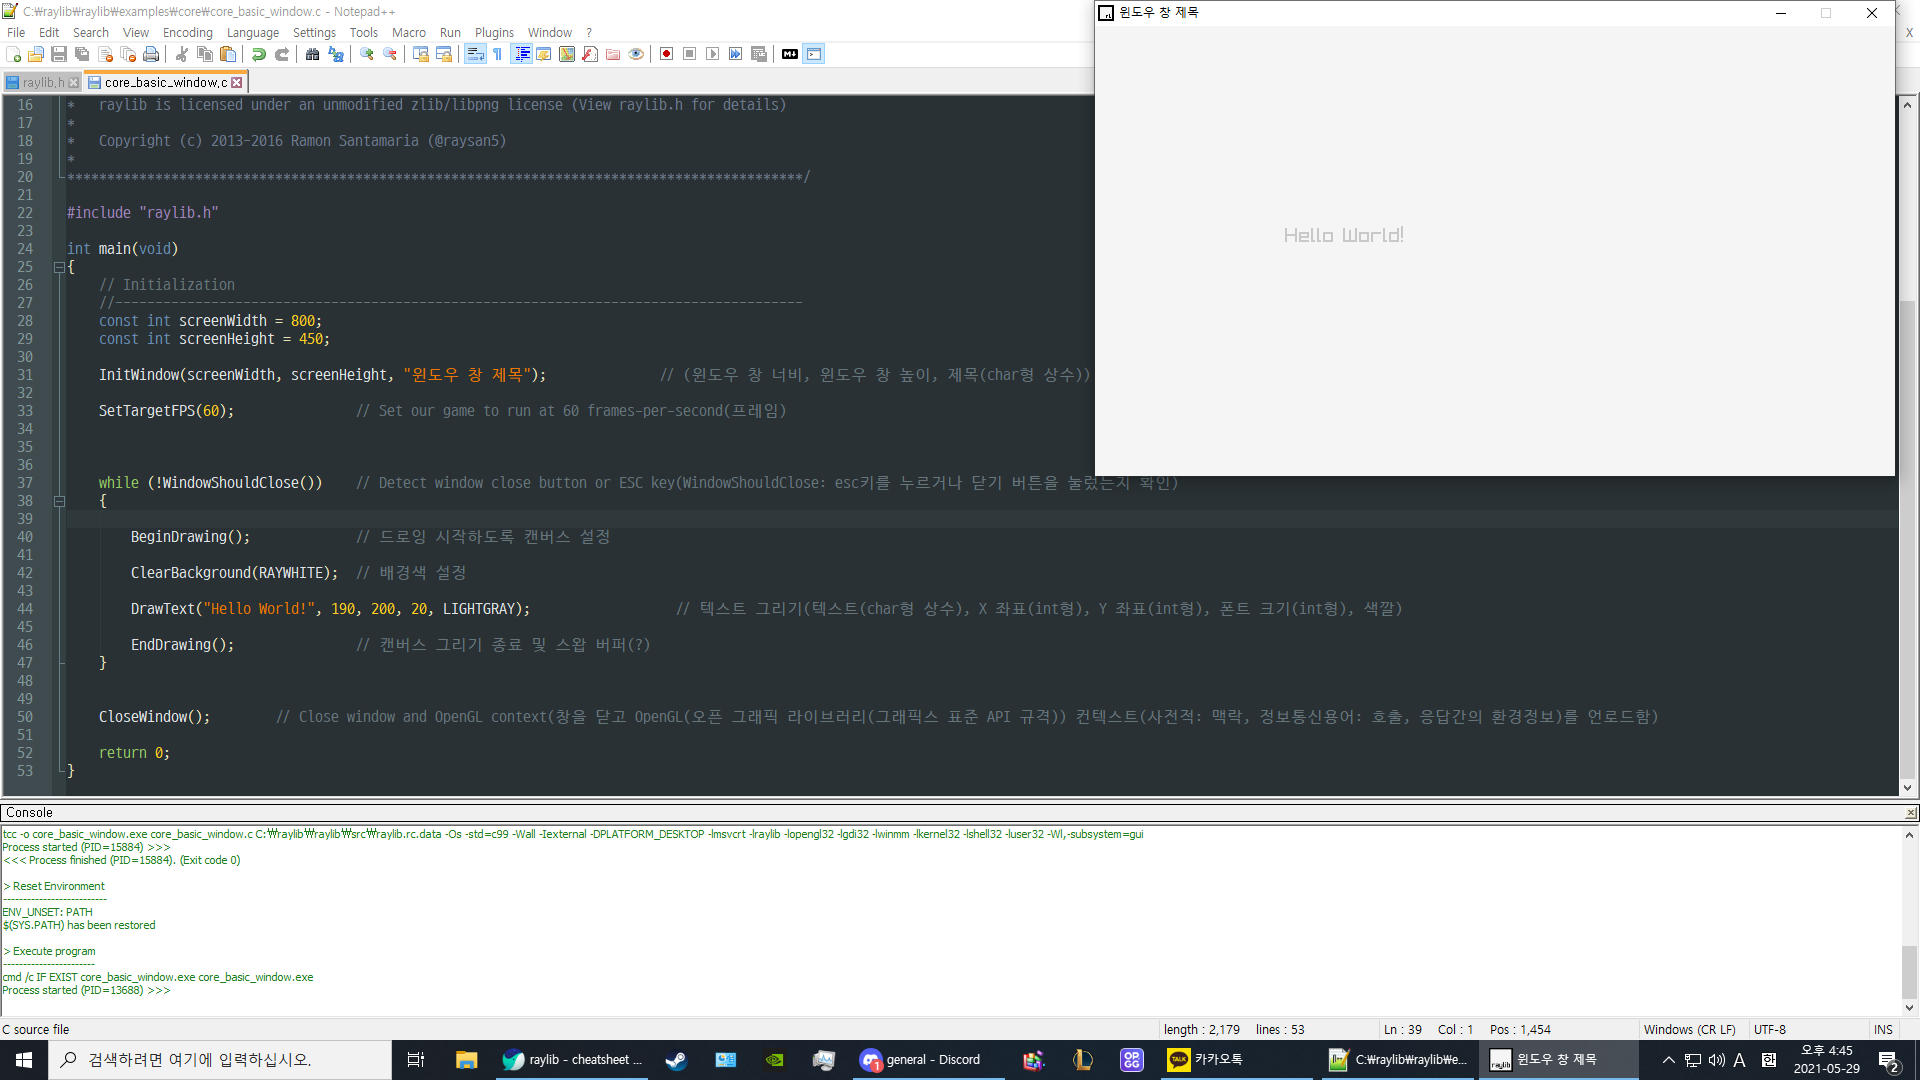 C:₩raylib₩raylib₩examples₩core₩core_basic_window.c - Notepad++
File Edit Search View Encoding Language Settings Tools Macro Run Plugins Window ?
X
raylib.h
core_basic_window.c
윈도우 창 제목
Hello World!
16 * raylib is licensed under an unmodified zlib/libpng license (View raylib.h for details)
17 *
18 * Copyright (c) 2013-2016 Ramon Santamaria (@raysan5)
19 *
20 ********************************************************************************************/
21
22 #include "raylib.h"
23
24 int main(void)
25 {
26 // Initialization
27 //--------------------------------------------------------------------------------------
28 const int screenWidth = 800;
29 const int screenHeight = 450;
30
31 InitWindow(screenWidth, screenHeight, "윈도우 창 제목"); // (윈도우 창 너비, 윈도우 창 높이, 제목(char형 상수))
32
33 SetTargetFPS(60); // Set our game to run at 60 frames-per-second(프레임)
34
35
36
37 while (!WindowShouldClose()) // Detect window close button or ESC key(WindowShouldClose: esc키를 누르거나 닫기 버튼을 눌렀는지 확인)
38 {
39
40 BeginDrawing(); // 드로잉 시작하도록 캔버스 설정
41
42 ClearBackground(RAYWHITE); // 배경색 설정
43
44 DrawText("Hello World!", 190, 200, 20, LIGHTGRAY); // 텍스트 그리기(텍스트(char형 상수), X 좌표(int형), Y 좌표(int형), 폰트 크기(int형), 색깔)
45
46 EndDrawing(); // 캔버스 그리기 종료 및 스왑 버퍼(?)
47 }
48
49
50 CloseWindow(); // Close window and OpenGL context(창을 닫고 OpenGL(오픈 그래픽 라이브러리(그래픽스 표준 API 규격)) 컨텍스트(사전적: 맥락, 정보통신용어: 호출, 응답간의 환경정보)를 언로드함)
51
52 return 0;
53 }
Console
tcc -o core_basic_window.exe core_basic_window.c C:₩raylib₩raylib₩src₩raylib.rc.data -Os -std=c99 -Wall -Iexternal -DPLATFORM_DESKTOP -lmsvcrt -lraylib -lopengl32 -lgdi32 -lwinmm -lkernel32 -lshell32 -luser32 -Wl,-subsystem=gui
Process started (PID=15884) >>>
<<< Process finished (PID=15884). (Exit code 0)
> Reset Environment
--------------------------
ENV_UNSET: PATH
$(SYS.PATH) has been restored
> Execute program
-----------------------
cmd /c IF EXIST core_basic_window.exe core_basic_window.exe
Process started (PID=13688) >>>
C source file length : 2,179 lines : 53 Ln : 39 Col : 1 Pos : 1,454 Windows (CR LF) UTF-8 INS
검색하려면 여기에 입력하십시오.
raylib - cheatsheet ...
1
general - Discord
OP.GG
TALK
카카오톡
C:₩raylib₩raylib₩e...
raylib
윈도우 창 제목
A
오후 4:45
2021-05-29
2